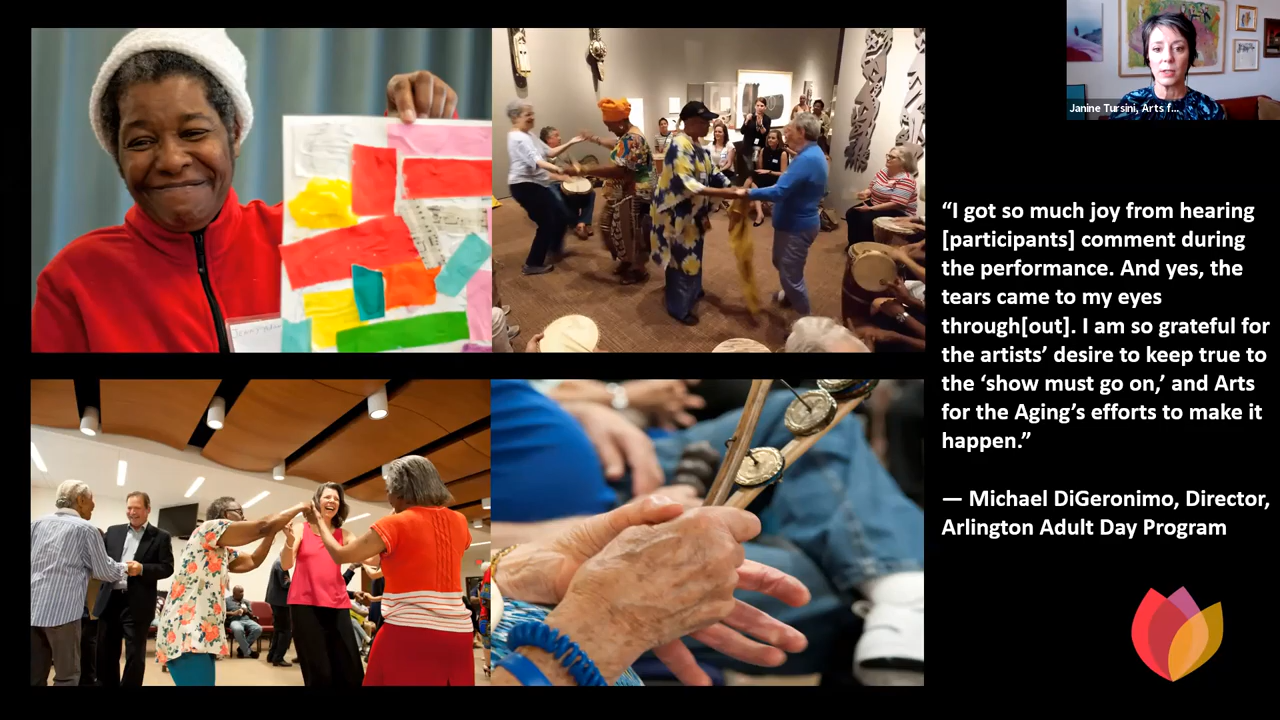 Janine Tursini, Arts f...
“I got so much joy from hearing
[participants] comment during
the performance. And yes, the
tears came to my eyes
through[out]. I am so grateful for
the artists’ desire to keep true to
the ‘show must go on,’ and Arts
for the Aging’s efforts to make it
happen.”
— Michael DiGeronimo, Director,
Arlington Adult Day Program